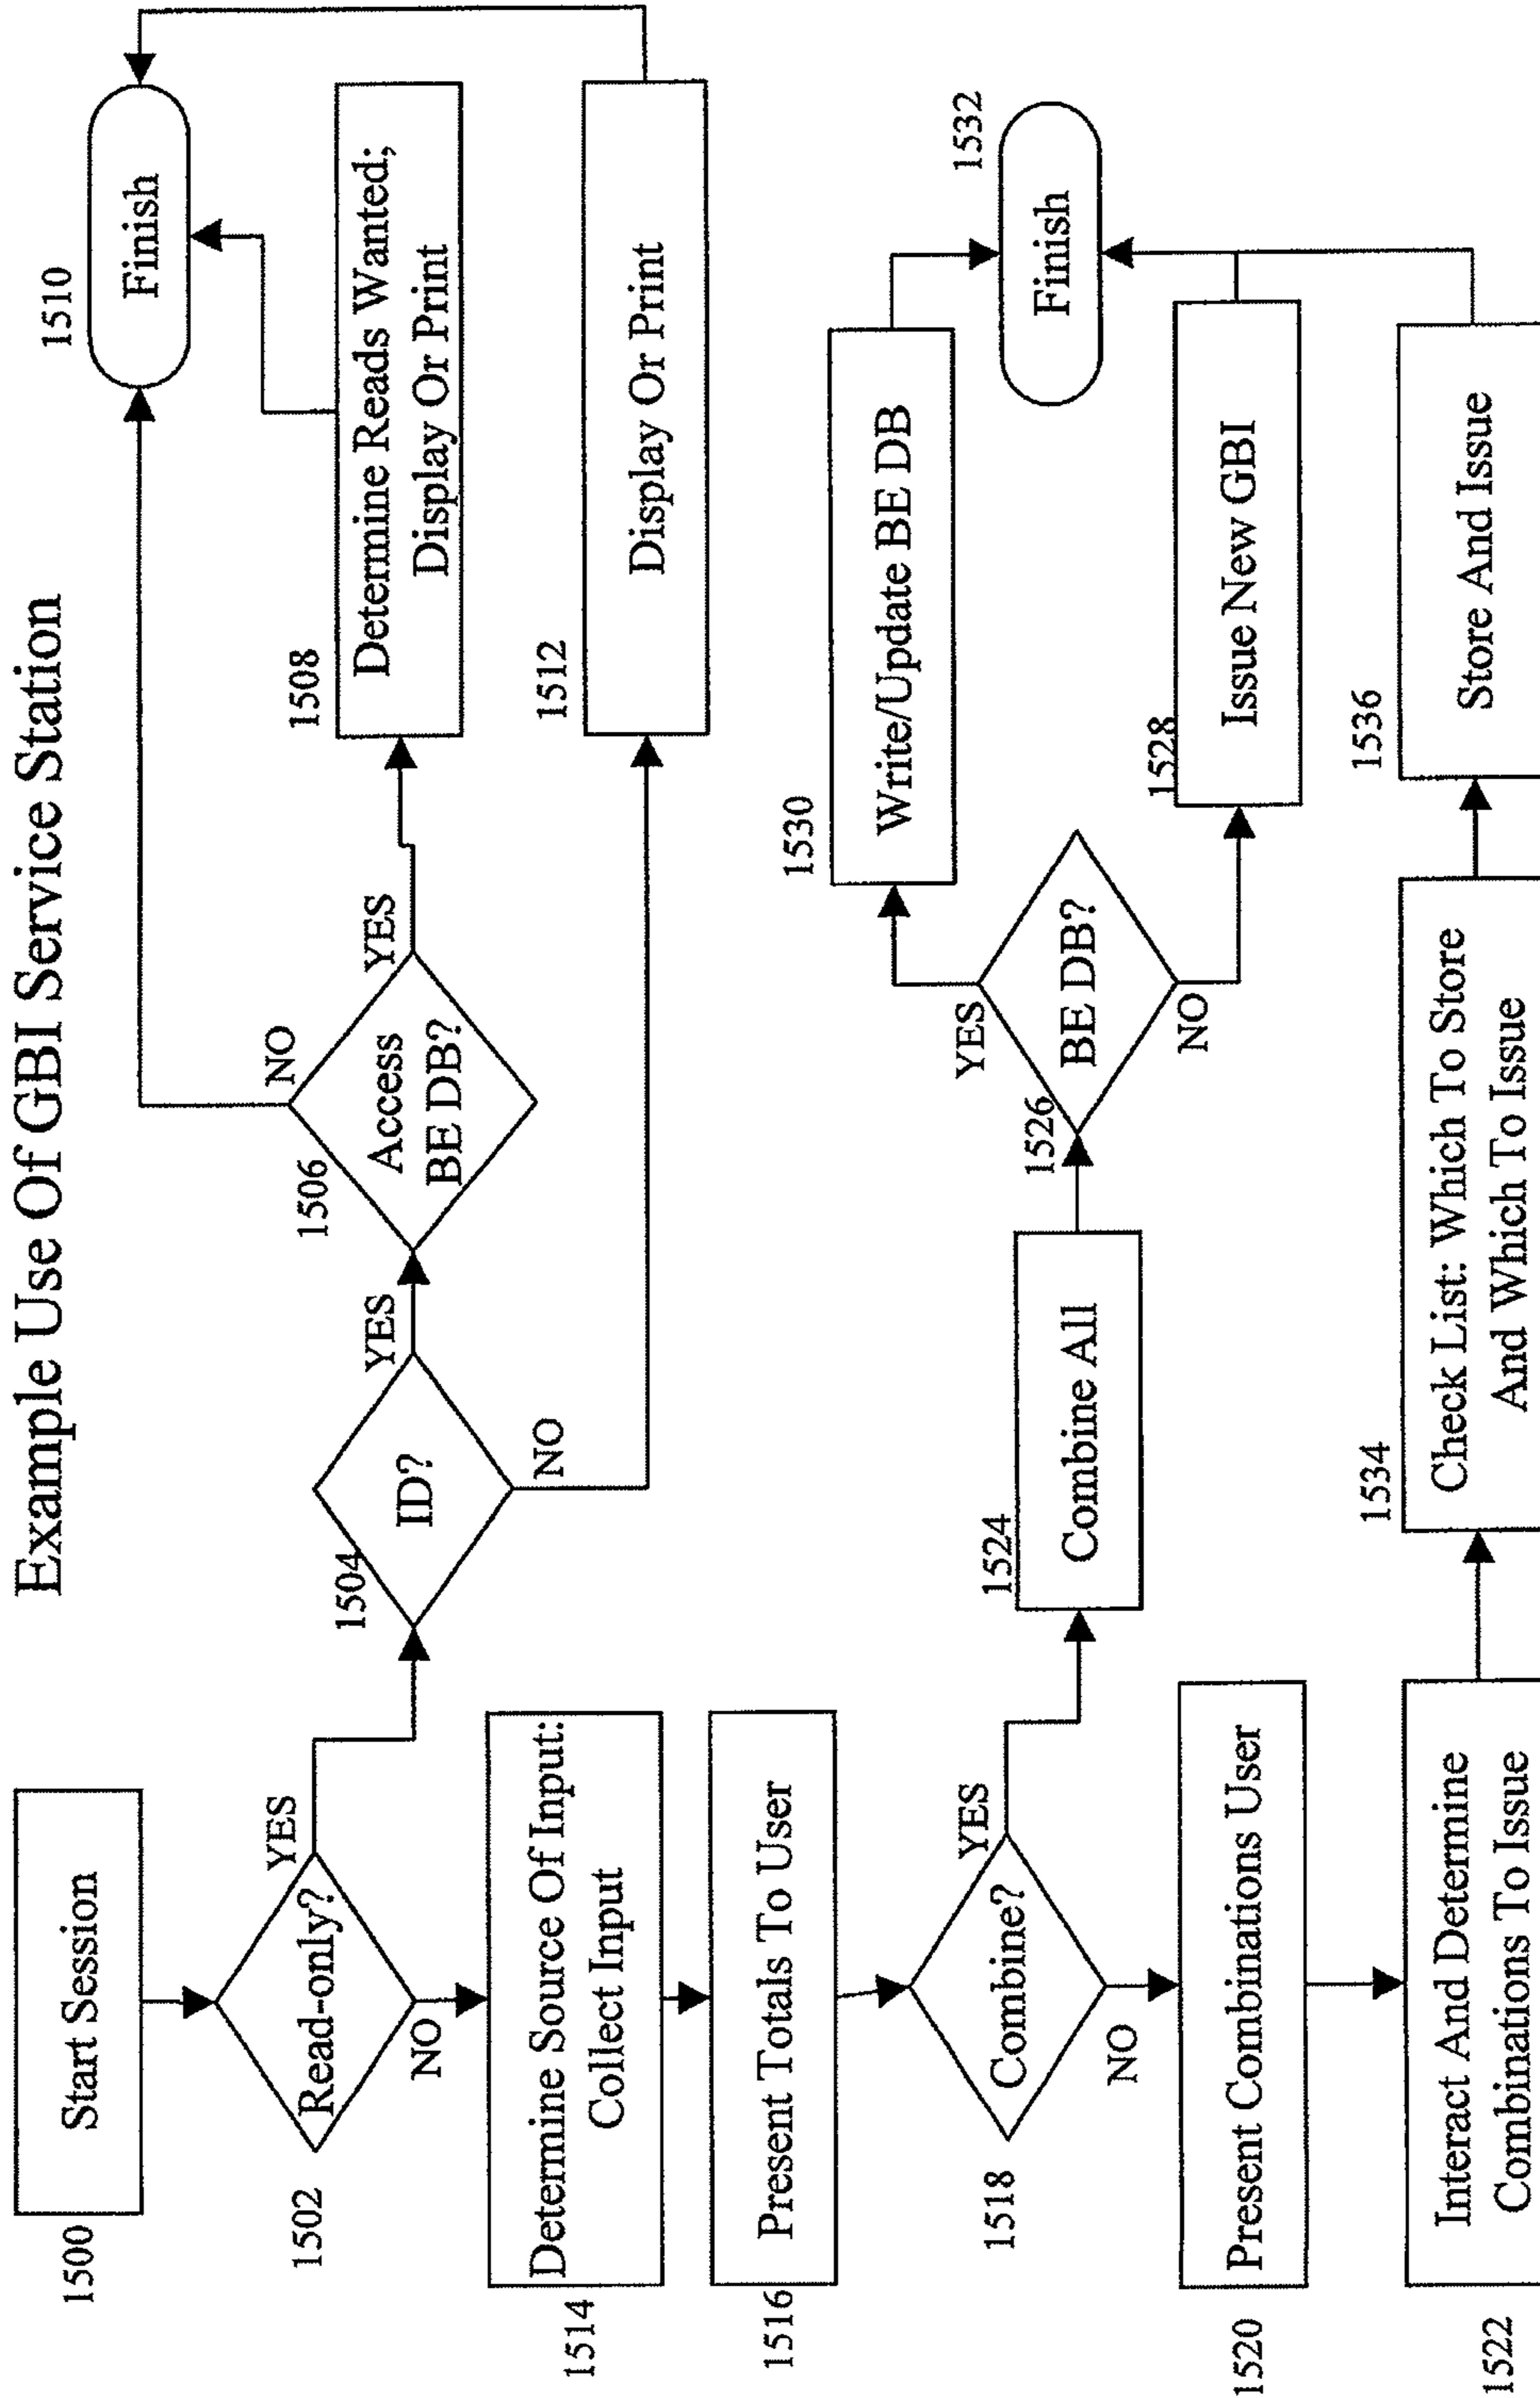 Example Use Of GBI Service Station
1500
Start Session
1502
Read-only?
YES
NO
1504
ID?
YES
NO
1506
Access
BE DB?
NO
YES
1508
Determine Reads Wanted;
Display Or Print
1510
Finish
1512
Display Or Print
1514
Determine Source Of Input:
Collect Input
1516
Present Totals To User
1518
Combine?
YES
NO
1520
Present Combinations User
1522
Interact And Determine
Combinations To Issue
1524
Combine All
1526
BE DB?
YES
NO
1528
Issue New GBI
1530
Write/Update BE DB
1532
Finish
1534
Check List: Which To Store
And Which To Issue
1536
Store And Issue